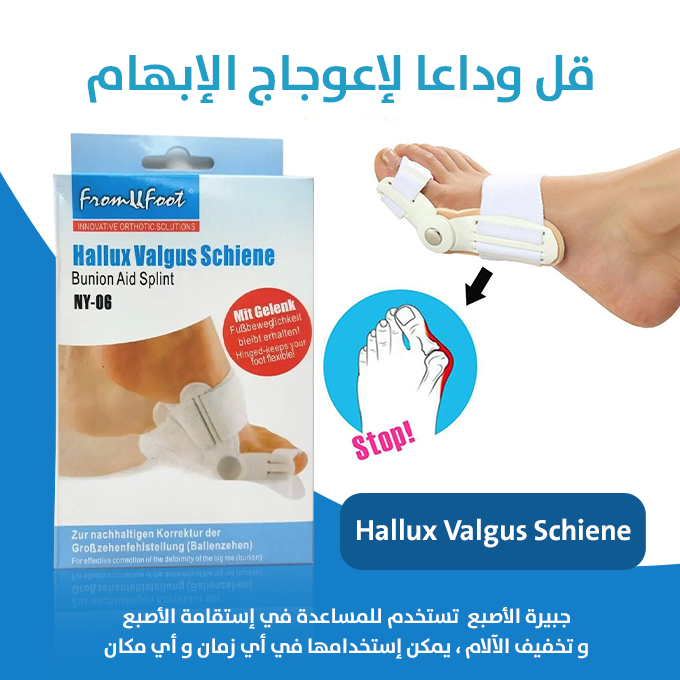 قل وداعا لإعوجاج الإبهام
FromUFoot
INNOVATIVE ORTHOTIC SOLUTIONS
Hallux Valgus Schiene
Bunion Aid Splint
NY-06
Mit Gelenk
Fußbeweglichkeit
bleibt erhalten!
Hinged-keeps your
foot flexible!
Stop!
Zur nachhaltigen Korrektur der
Großzehenfehlstellung (Ballenzehen)
For effective correction of the deformity of the big toe (bunion)
Hallux Valgus Schiene
جبيرة الأصبع تستخدم للمساعدة في إستقامة الأصبع
و تخفيف الآلام ، يمكن إستخدامها في أي زمان و أي مكان